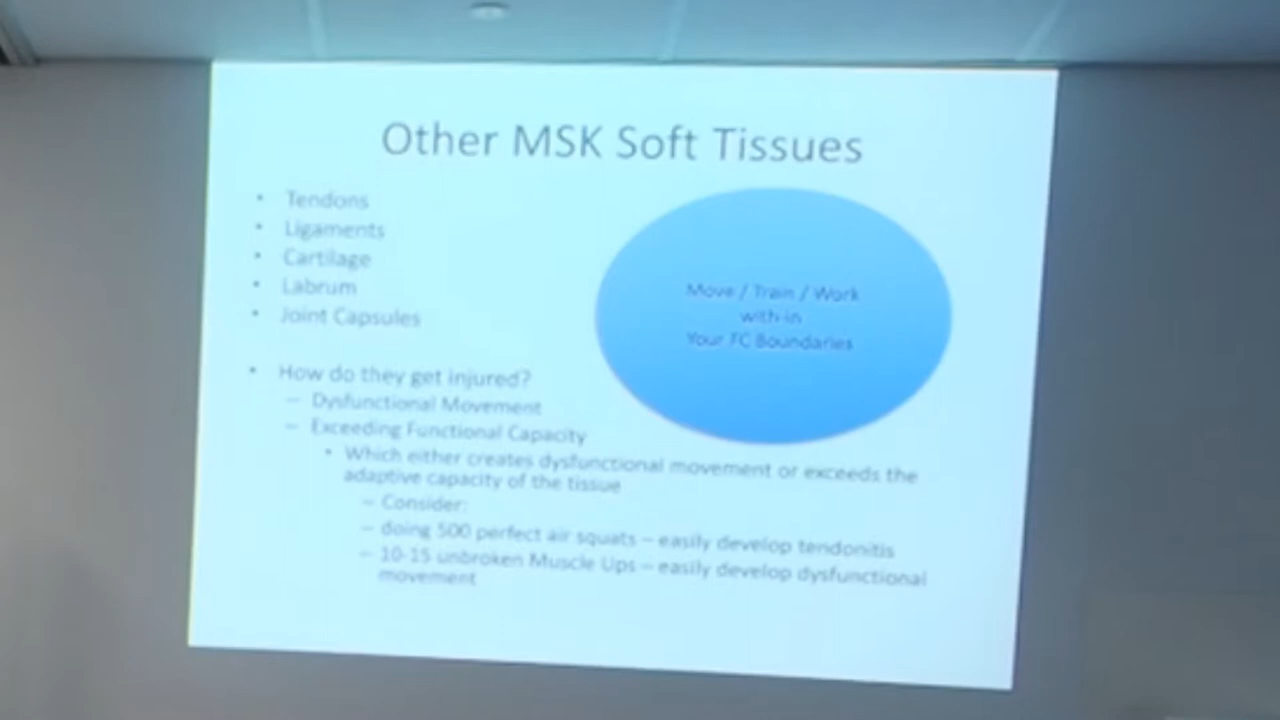 Other MSK Soft Tissues
• Tendons
• Ligaments
• Cartilage
• Labrum
• Joint Capsules
Move / Train / Work
with-in
Your FC Boundaries
• How do they get injured?
– Dysfunctional Movement
– Exceeding Functional Capacity
• Which either creates dysfunctional movement or exceeds the
adaptive capacity of the tissue
– Consider:
– doing 500 perfect air squats – easily develop tendonitis
– 10-15 unbroken Muscle Ups – easily develop dysfunctional
movement